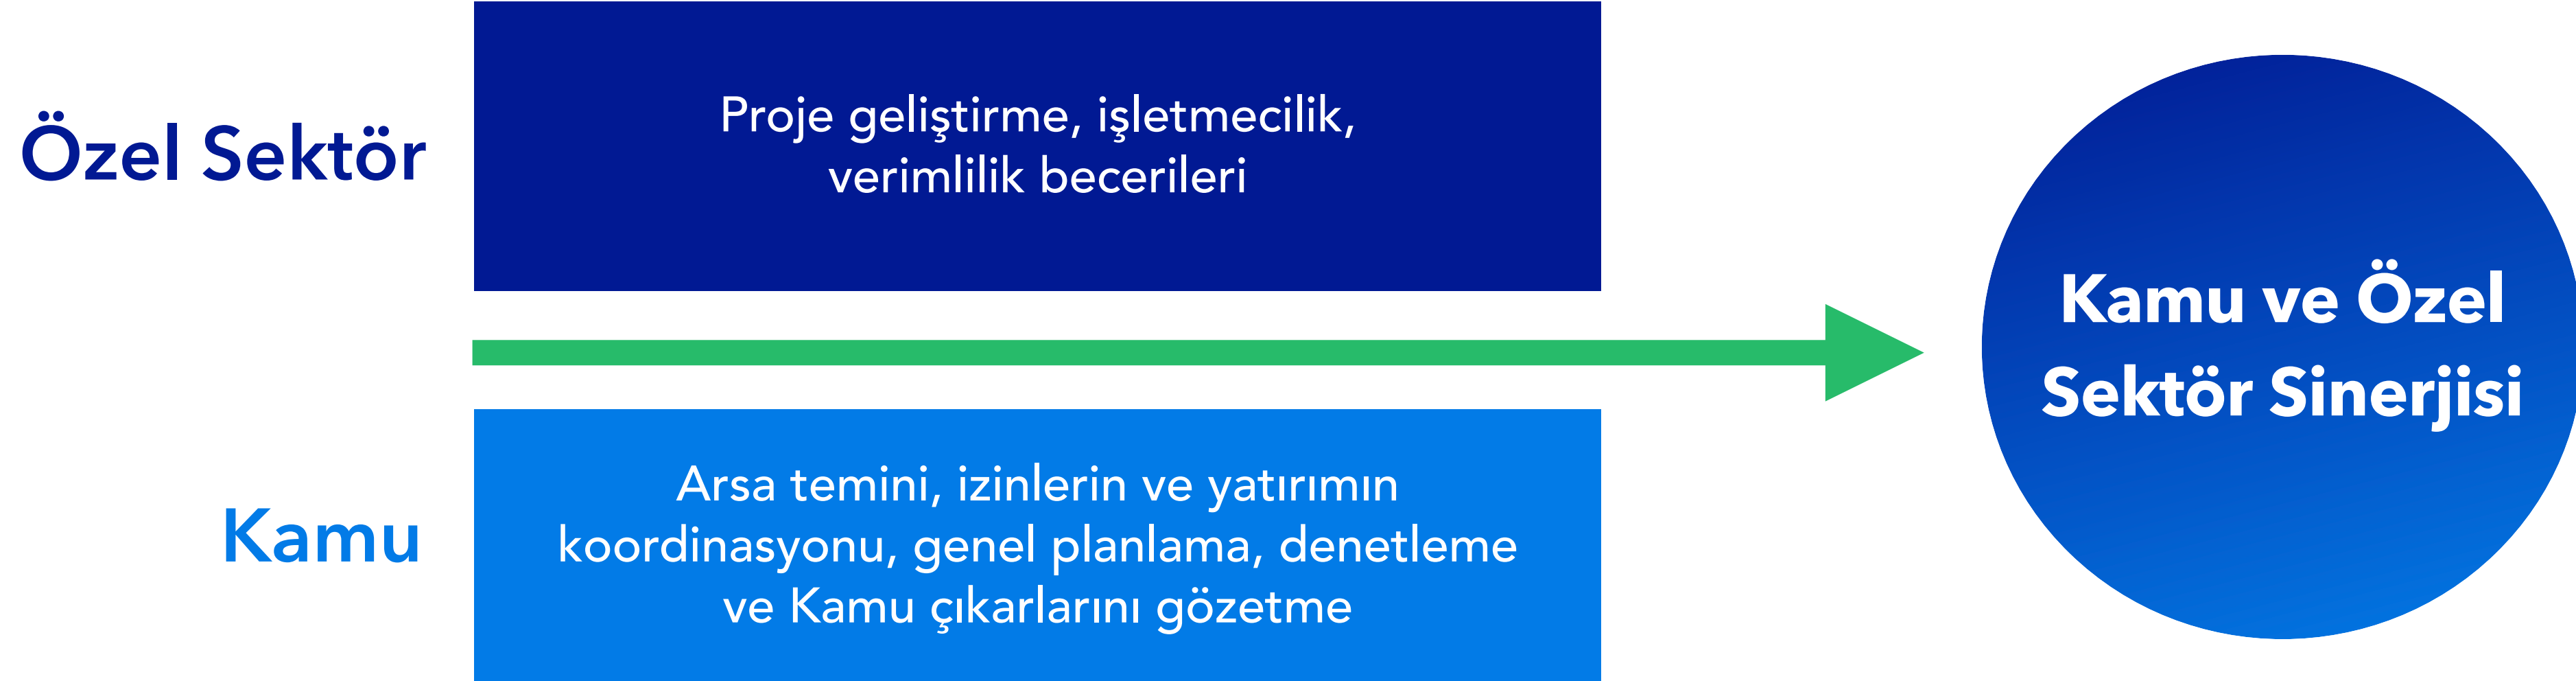 Özel Sektör
Proje geliştirme, işletmecilik,
verimlilik becerileri
Kamu
Arsa temini, izinlerin ve yatırımın
koordinasyonu, genel planlama, denetleme
ve Kamu çıkarlarını gözetme
Kamu ve Özel
Sektör Sinerjisi